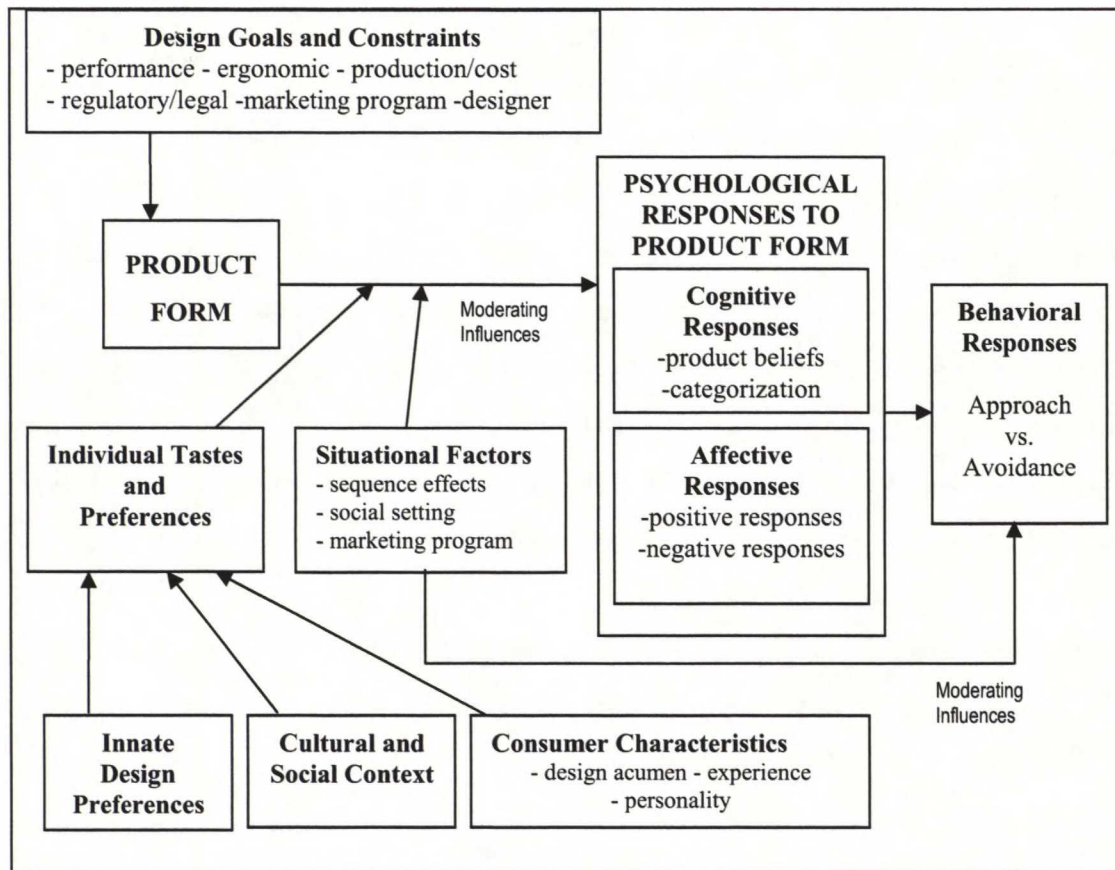 Design Goals and Constraints
- performance - ergonomic - production/cost
- regulatory/legal -marketing program -designer
PRODUCT
FORM
Moderating
Influences
PSYCHOLOGICAL
RESPONSES TO
PRODUCT FORM
Cognitive
Responses
-product beliefs
-categorization
Affective
Responses
-positive responses
-negative responses
Behavioral
Responses
Approach
vs.
Avoidance
Individual Tastes
and
Preferences
Situational Factors
- sequence effects
- social setting
- marketing program
Moderating
Influences
Innate
Design
Preferences
Cultural and
Social Context
Consumer Characteristics
- design acumen - experience
- personality